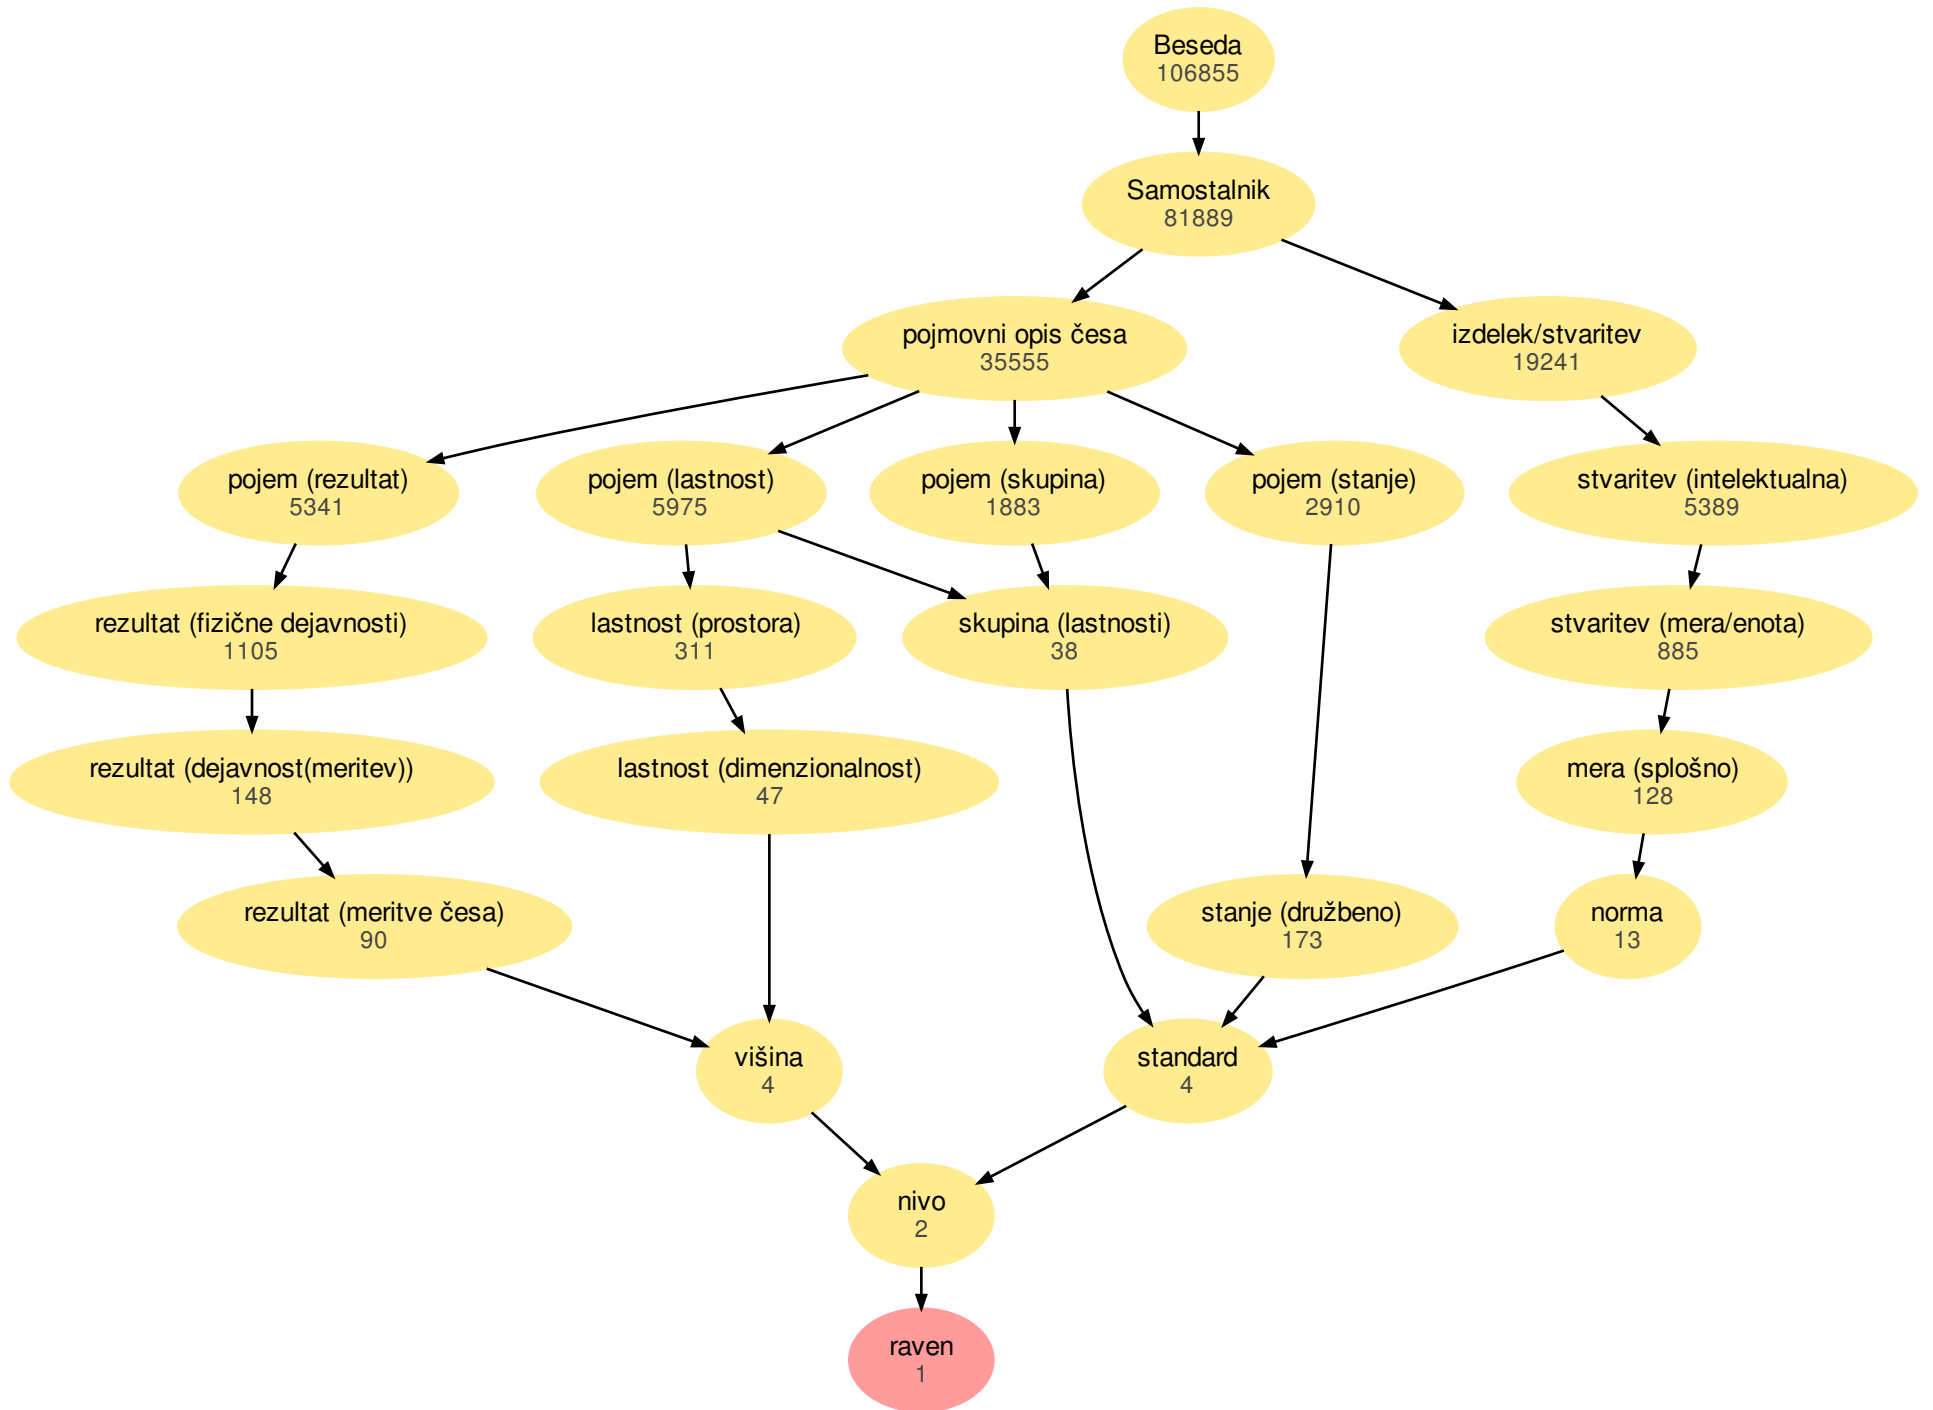 Beseda
106855
Samostalnik
81889
pojmovni opis česa
35555
izdelek/stvaritev
19241
pojem (rezultat)
5341
pojem (lastnost)
5975
pojem (skupina)
1883
pojem (stanje)
2910
stvaritev (intelektualna)
5389
rezultat (fizične dejavnosti)
1105
lastnost (prostora)
311
skupina (lastnosti)
38
stvaritev (mera/enota)
885
rezultat (dejavnost(meritev))
148
lastnost (dimenzionalnost)
47
mera (splošno)
128
rezultat (meritve česa)
90
stanje (družbeno)
173
norma
13
višina
4
standard
4
nivo
2
raven
1